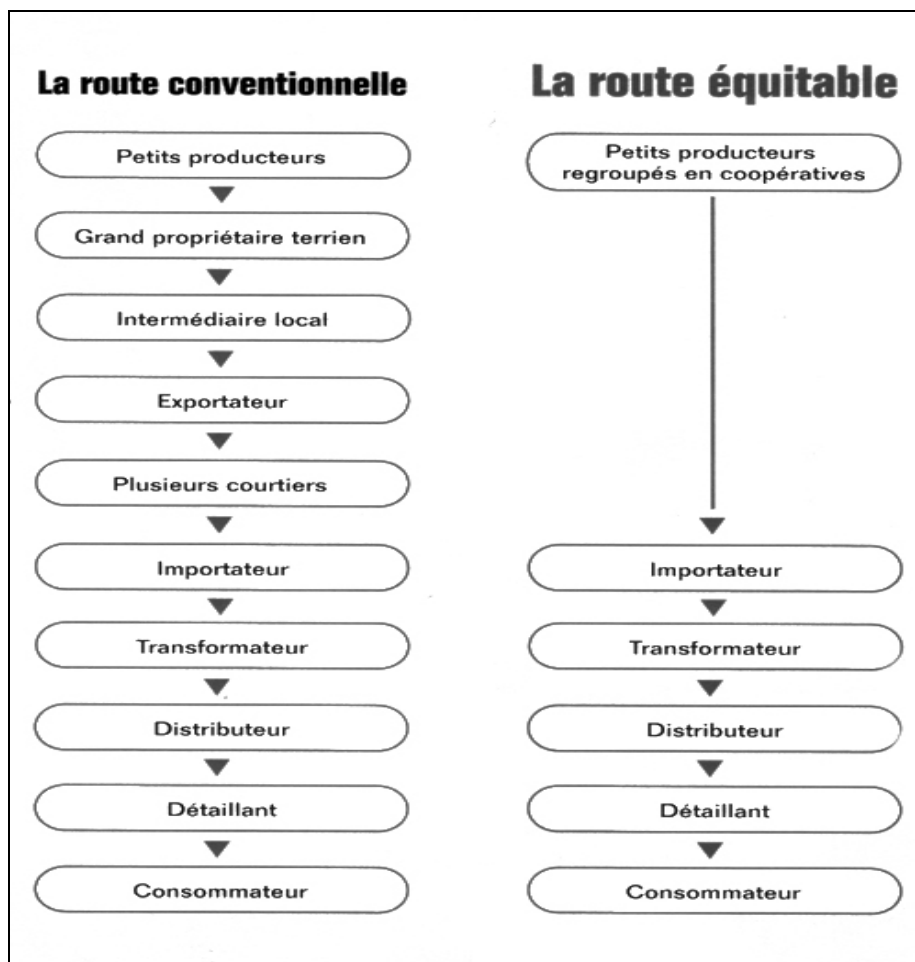 La route conventionnelle
Petits producteurs
Grand propriétaire terrien
Intermédiaire local
Exportateur
Plusieurs courtiers
Importateur
Transformateur
Distributeur
Détaillant
Consommateur
La route équitable
Petits producteurs
regroupés en coopératives
Importateur
Transformateur
Distributeur
Détaillant
Consommateur